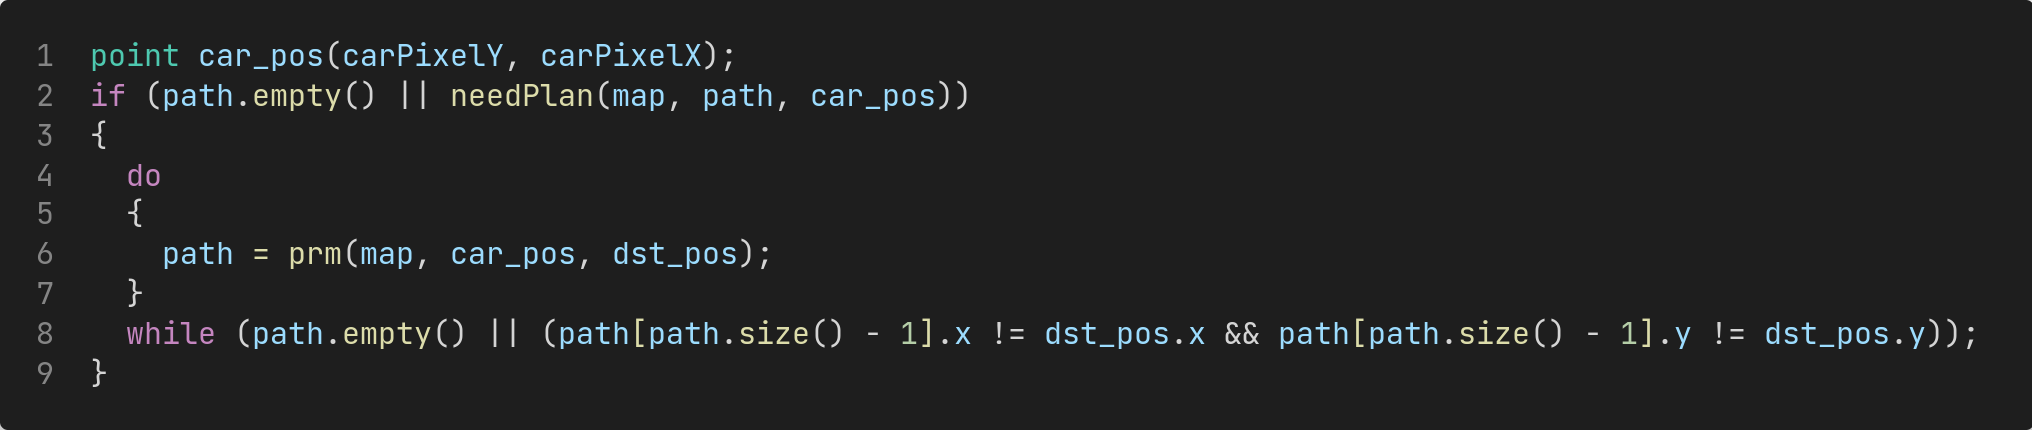 1 point car_pos(carPixelY, carPixelX);
2 if (path.empty() || needPlan(map, path, car_pos))
3 {
4   do
5   {
6     path = prm(map, car_pos, dst_pos);
7   }
8   while (path.empty() || (path[path.size() - 1].x != dst_pos.x && path[path.size() - 1].y != dst_pos.y));
9 }